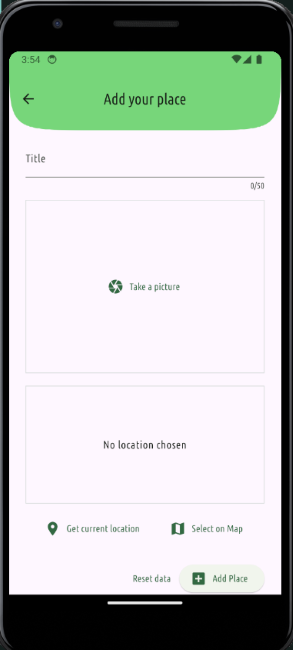 3:54
Add your place
Title
0/50
Take a picture
No location chosen
Get current location
Select on Map
Reset data
Add Place